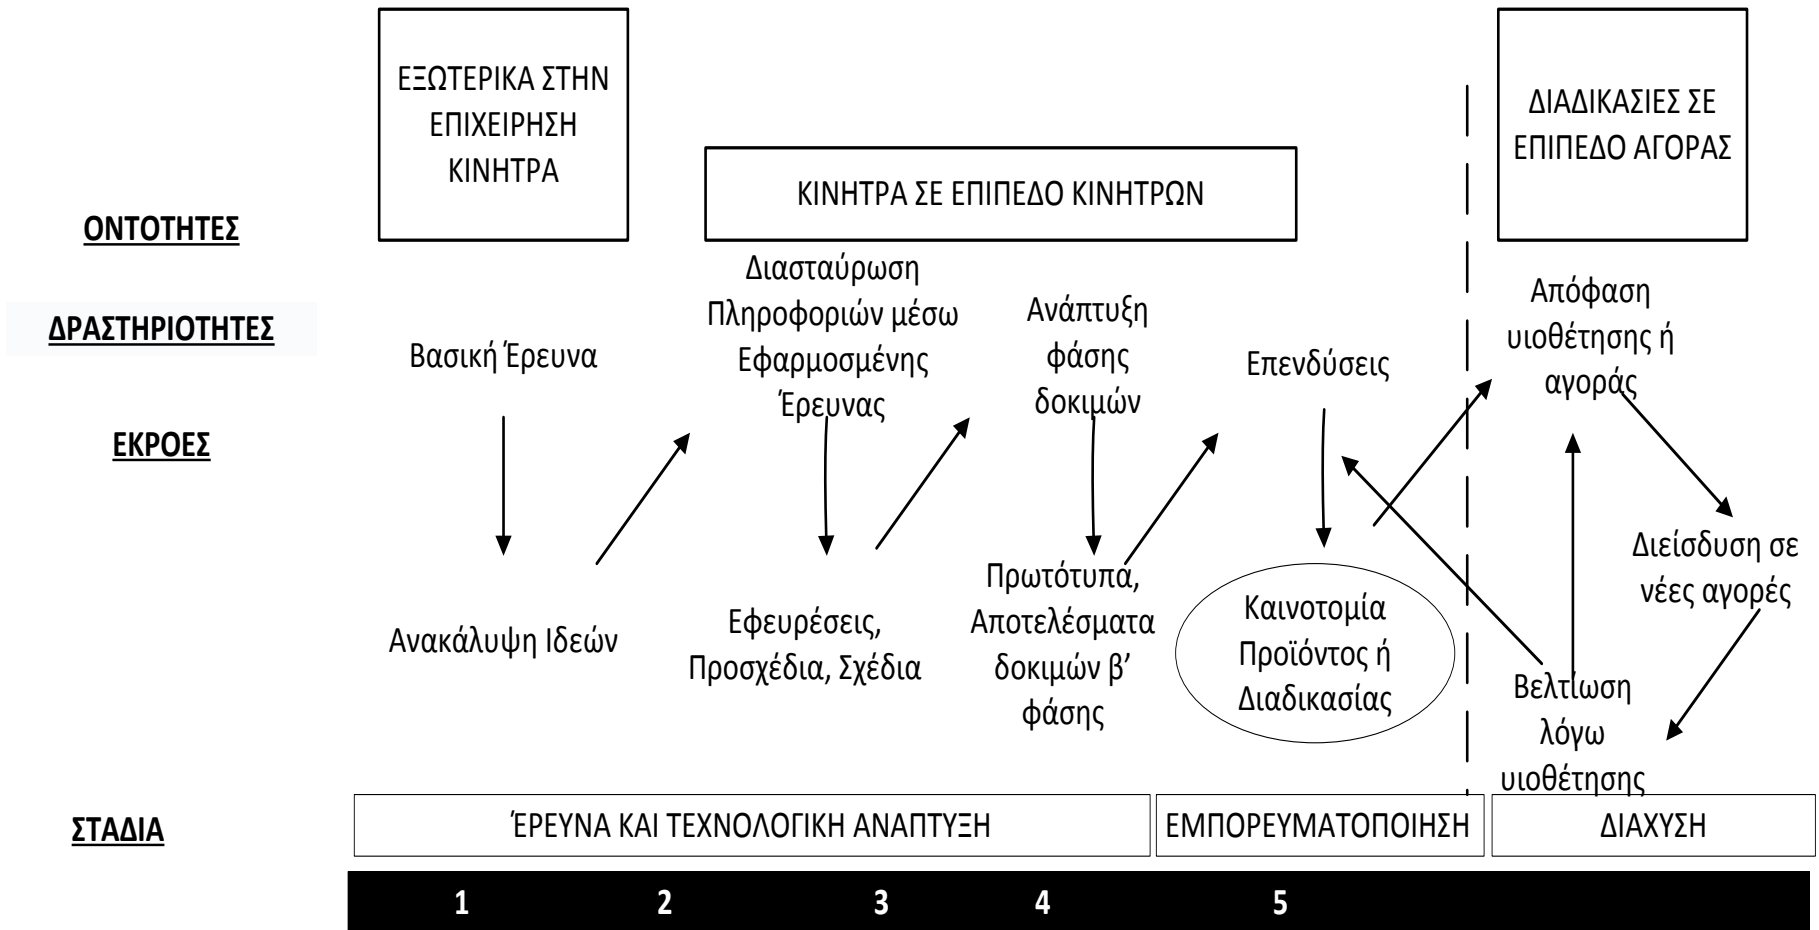 ΕΞΩΤΕΡΙΚΑ ΣΤΗΝ
ΕΠΙΧΕΙΡΗΣΗ
ΚΙΝΗΤΡΑ
ΚΙΝΗΤΡΑ ΣΕ ΕΠΙΠΕΔΟ ΚΙΝΗΤΡΩΝ
ΔΙΑΔΙΚΑΣΙΕΣ ΣΕ
ΕΠΙΠΕΔΟ ΑΓΟΡΑΣ
ΟΝΤΟΤΗΤΕΣ
ΔΡΑΣΤΗΡΙΟΤΗΤΕΣ
Βασική Έρευνα
Διασταύρωση
Πληροφοριών μέσω
Εφαρμοσμένης
Έρευνας
Ανάπτυξη
φάσης
δοκιμών
Επενδύσεις
Απόφαση
υιοθέτησης ή
αγοράς
ΕΚΡΟΕΣ
Ανακάλυψη Ιδεών
Εφευρέσεις,
Προσχέδια, Σχέδια
Πρωτότυπα,
Αποτελέσματα
δοκιμών β’
φάσης
Καινοτομία
Προϊόντος ή
Διαδικασίας
Διείσδυση σε
νέες αγορές
Βελτίωση
λόγω
υιοθέτησης
ΣΤΑΔΙΑ
ΈΡΕΥΝΑ ΚΑΙ ΤΕΧΝΟΛΟΓΙΚΗ ΑΝΑΠΤΥΞΗ
ΕΜΠΟΡΕΥΜΑΤΟΠΟΙΗΣΗ
ΔΙΑΧΥΣΗ
1 2 3 4 5